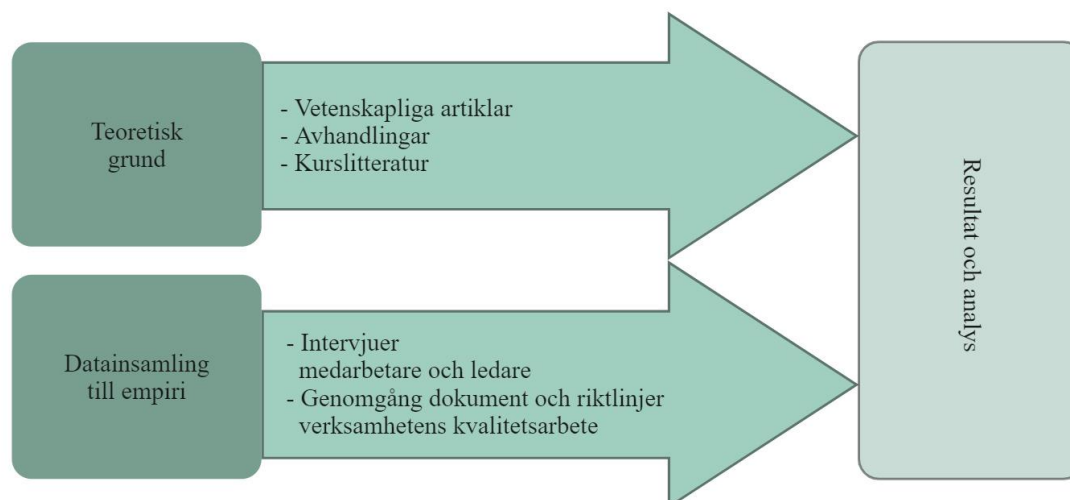 Teoretisk
grund
- Vetenskapliga artiklar
- Avhandlingar
- Kurslitteratur
Datainsamling
till empiri
- Intervjuer
medarbetare och ledare
- Genomgång dokument och riktlinjer
verksamhetens kvalitetsarbete
Resultat och analys